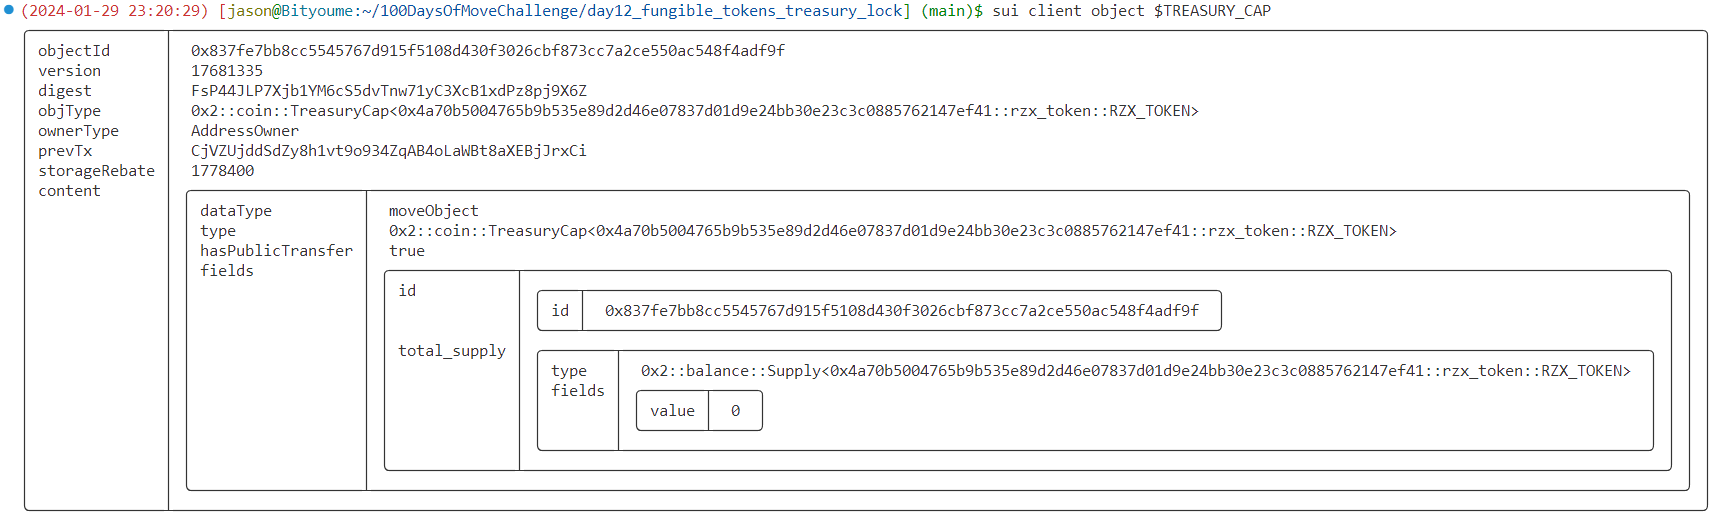 (2024-01-29 23:20:29) [jason@Bityoume:~/100DaysOfMoveChallenge/day12_fungible_tokens_treasury_lock] (main)$ sui client object $TREASURY_CAP
objectId 0x837fe7bb8cc5545767d915f5108d430f3026cbf873cc7a2ce550ac548f4adf9f
version 17681335
digest FsP44JLP7Xjb1YM6cS5dvTnw71yC3XcB1xdPz8pj9X6Z
objType 0x2::coin::TreasuryCap<0x4a70b5004765b9b535e89d2d46e07837d01d9e24bb30e23c3c0885762147ef41::rzx_token::RZX_TOKEN>
ownerType AddressOwner
prevTx CjVZUjddSdZy8h1vt9o934ZqAB4oLaWBt8aXEBjJrxCi
storageRebate 1778400
content
dataType moveObject
type 0x2::coin::TreasuryCap<0x4a70b5004765b9b535e89d2d46e07837d01d9e24bb30e23c3c0885762147ef41::rzx_token::RZX_TOKEN>
hasPublicTransfer true
fields
id
id 0x837fe7bb8cc5545767d915f5108d430f3026cbf873cc7a2ce550ac548f4adf9f
total_supply
type 0x2::balance::Supply<0x4a70b5004765b9b535e89d2d46e07837d01d9e24bb30e23c3c0885762147ef41::rzx_token::RZX_TOKEN>
fields
value 0